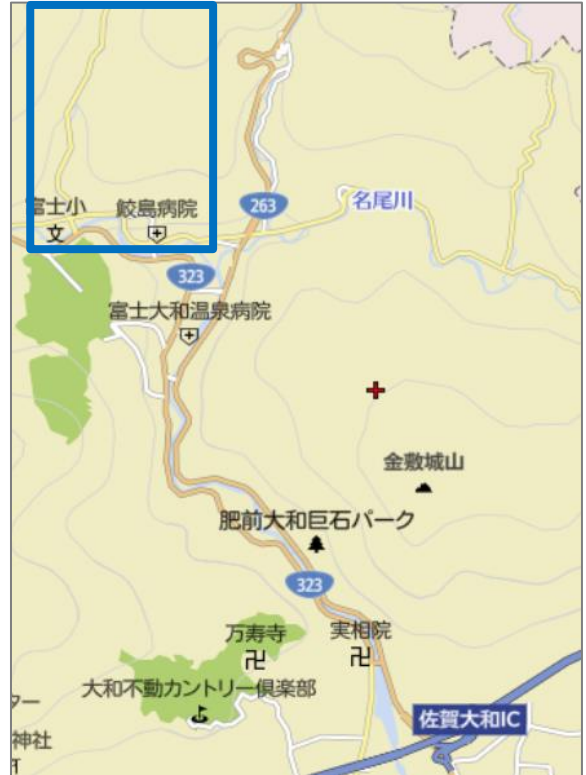 263
名尾川
富士小
文
鮫島病院
323
富士大和温泉病院
金敷城山
肥前大和巨石パーク
323
万寿寺
実相院
大和不動カントリー倶楽部
佐賀大和IC
ター
神社